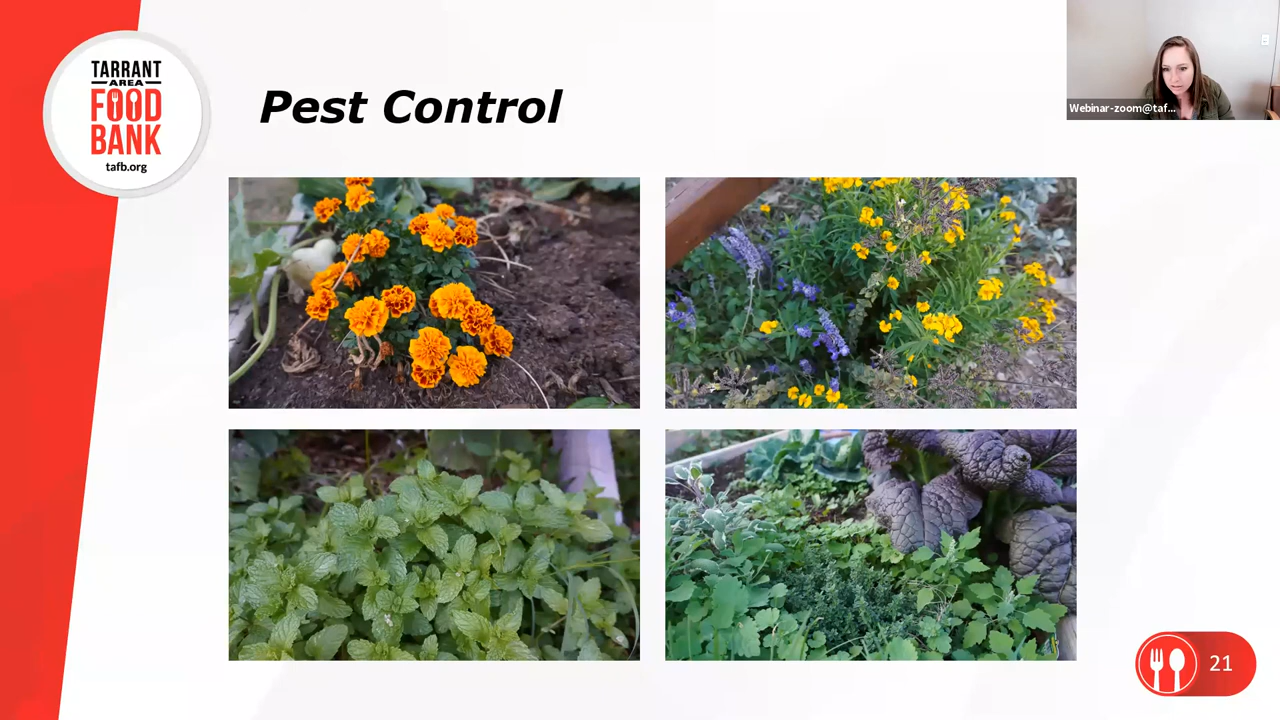 TARRANT
AREA
FOOD
BANK
tafb.org
Pest Control
Webinar-zoom@taf...
21